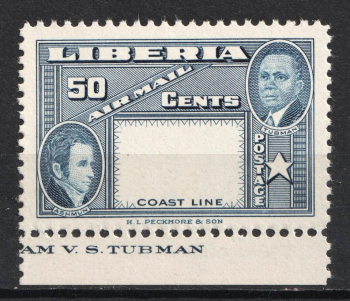 LIBERIA
50 AIR MAIL CENTS
TUBMAN
POSTAGE
ASHMUN
COAST LINE
H. L. PECKMORE & SON
AM V. S. TUBMAN